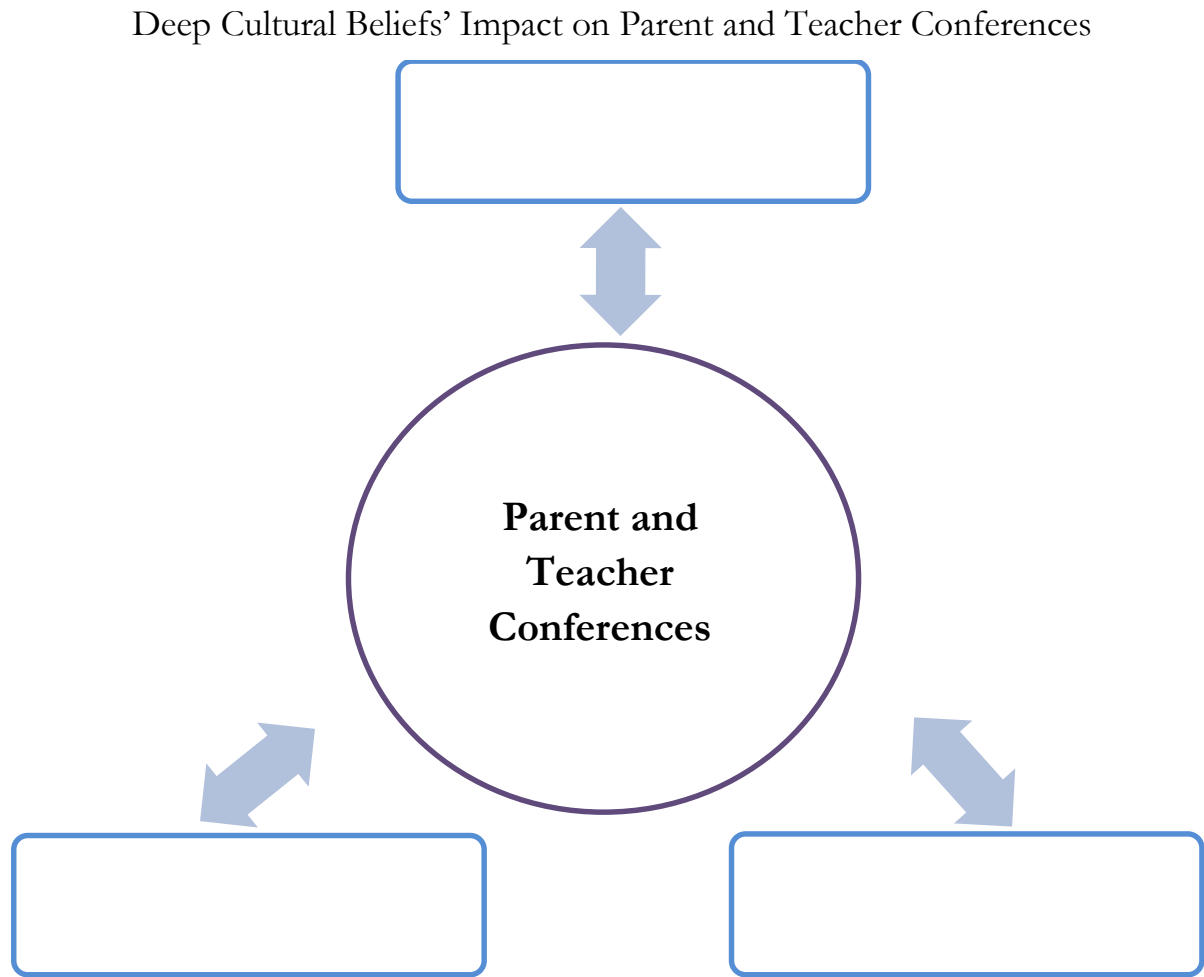 Deep Cultural Beliefs’ Impact on Parent and Teacher Conferences
Parent and
Teacher
Conferences